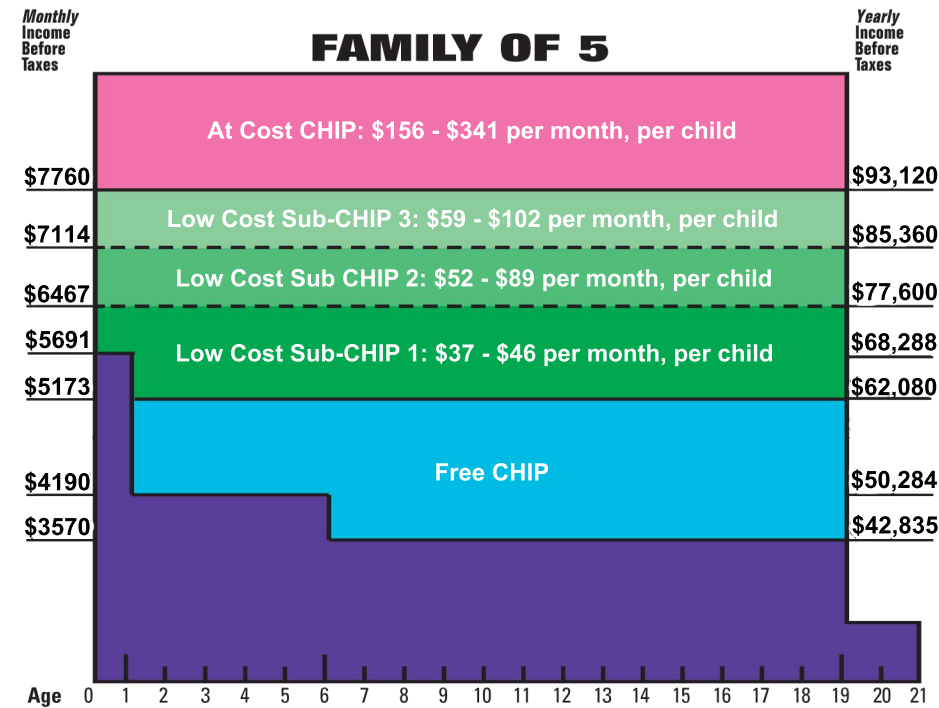 Monthly
Income
Before
Taxes
FAMILY OF 5
Yearly
Income
Before
Taxes
At Cost CHIP: $156 - $341 per month, per child
$7760
$93,120
Low Cost Sub-CHIP 3: $59 - $102 per month, per child
$7114
$85,360
Low Cost Sub CHIP 2: $52 - $89 per month, per child
$6467
$77,600
$5691
$68,288
Low Cost Sub-CHIP 1: $37 - $46 per month, per child
$5173
$62,080
Free CHIP
$4190
$50,284
$3570
$42,835
Age 0 1 2 3 4 5 6 7 8 9 10 11 12 13 14 15 16 17 18 19 20 21